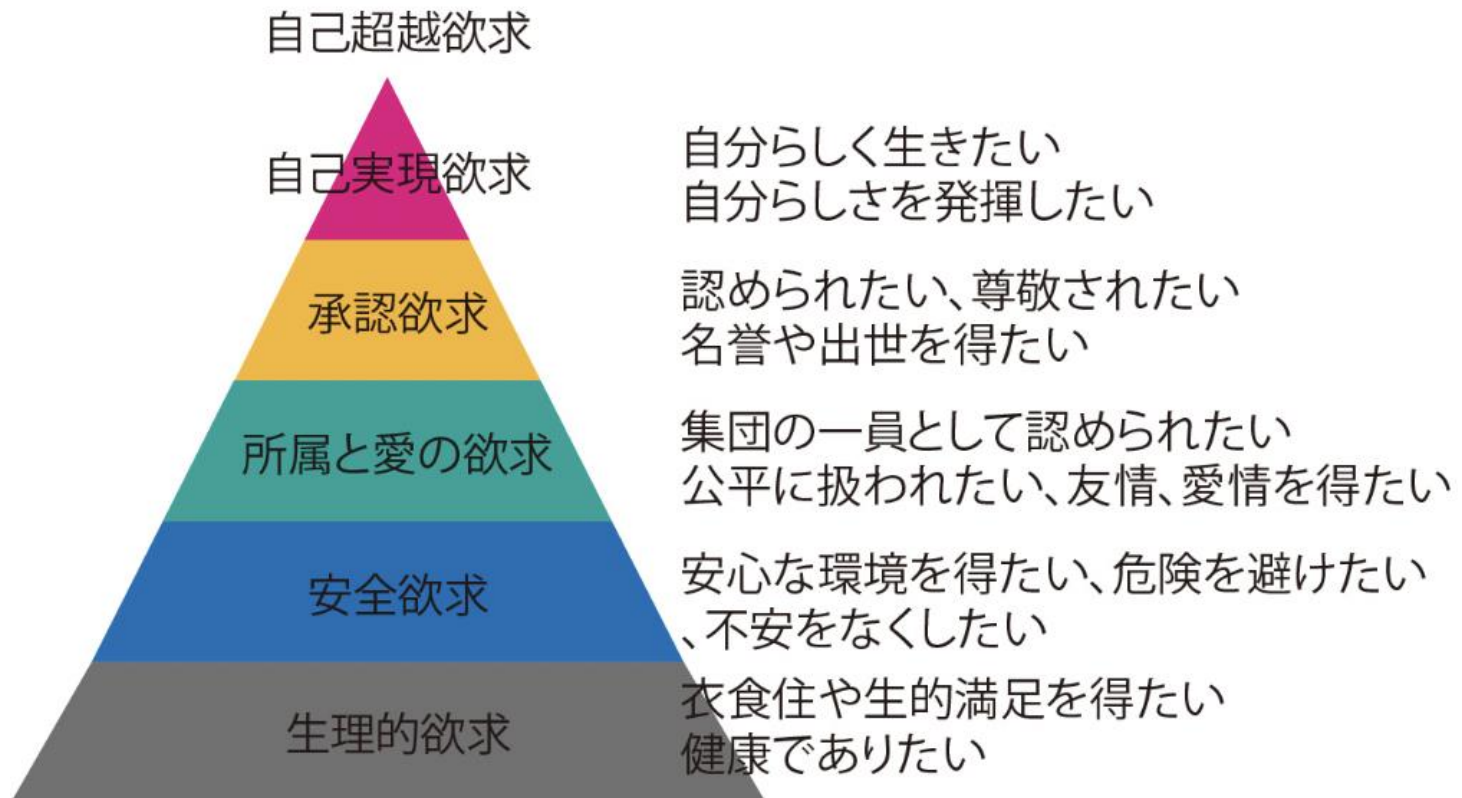 自己超越欲求
自己実現欲求
自分らしく生きたい
自分らしさを発揮したい
承認欲求
認められたい、尊敬されたい
名誉や出世を得たい
所属と愛の欲求
集団の一員として認められたい
公平に扱われたい、友情、愛情を得たい
安全欲求
安心な環境を得たい、危険を避けたい
、不安をなくしたい
生理的欲求
衣食住や生的満足を得たい
健康でありたい